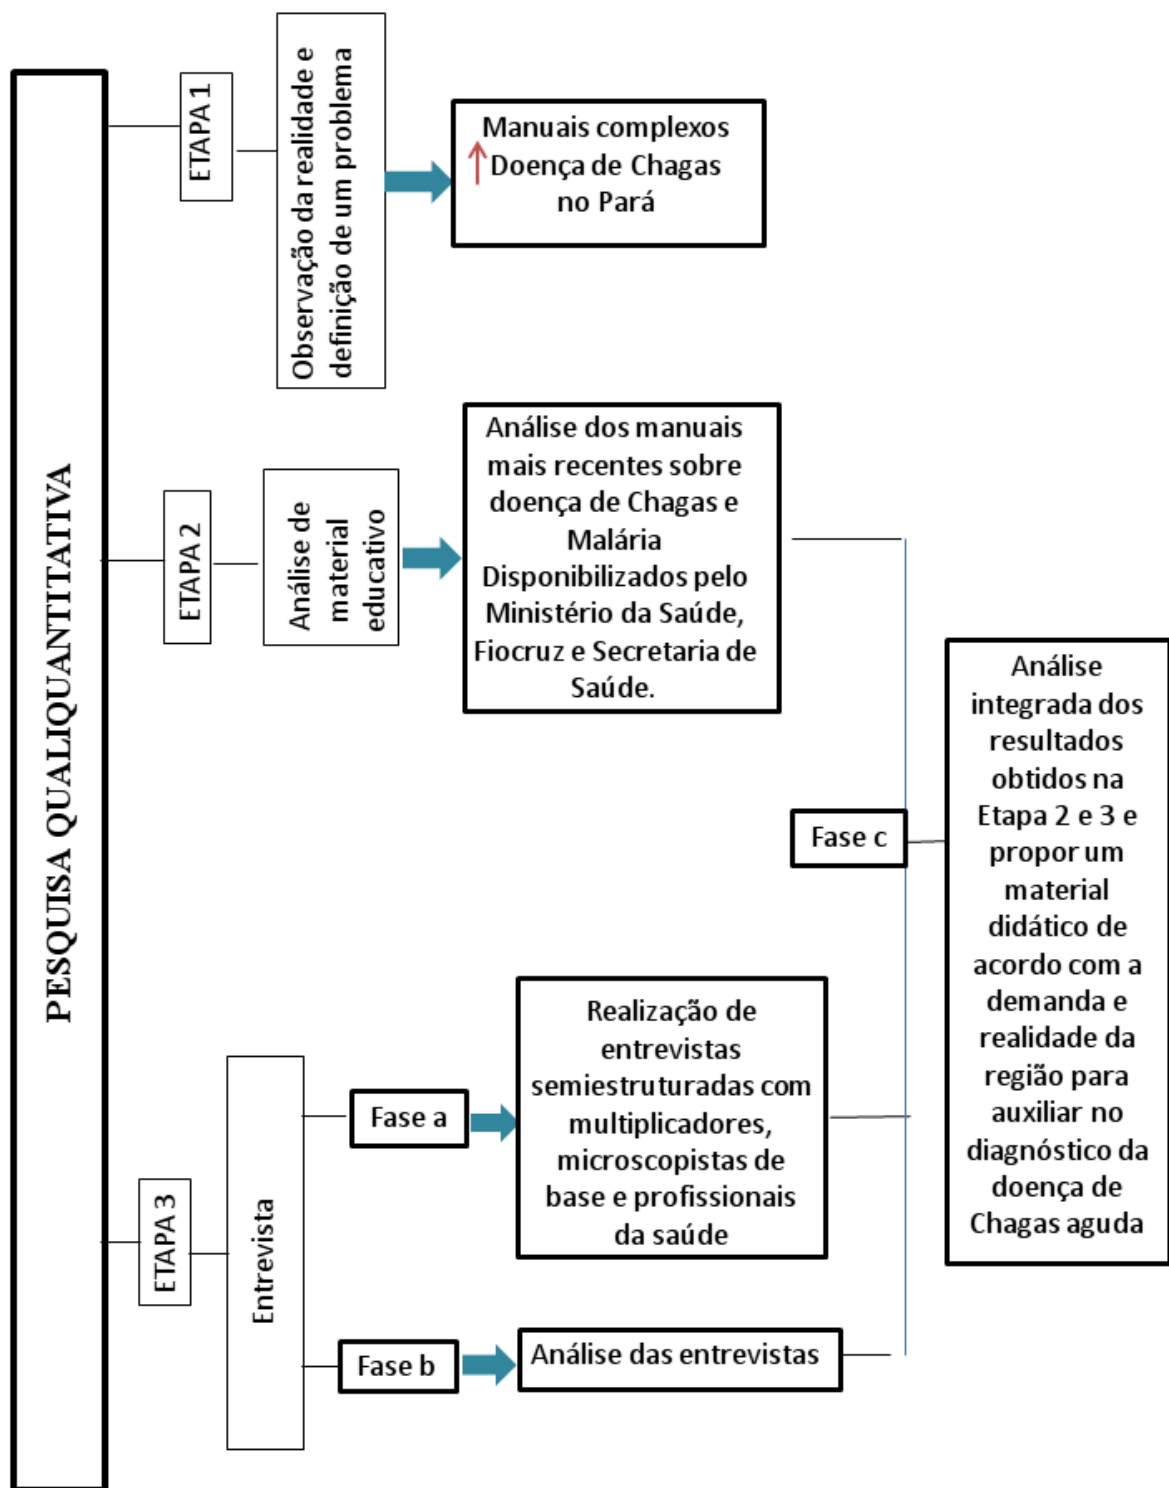 PESQUISA QUALIQUANTITATIVA
ETAPA 1
Observação da realidade e
definição de um problema
Manuais complexos
↑ Doença de Chagas
no Pará
ETAPA 2
Análise de
material
educativo
Análise dos manuais
mais recentes sobre
doença de Chagas e
Malária
Disponibilizados pelo
Ministério da Saúde,
Fiocruz e Secretaria de
Saúde.
ETAPA 3
Entrevista
Fase a
Realização de
entrevistas
semiestruturadas com
multiplicadores,
microscopistas de
base e profissionais
da saúde
Fase b
Análise das entrevistas
Fase c
Análise
integrada dos
resultados
obtidos na
Etapa 2 e 3 e
propor um
material
didático de
acordo com a
demanda e
realidade da
região para
auxiliar no
diagnóstico da
doença de
Chagas aguda